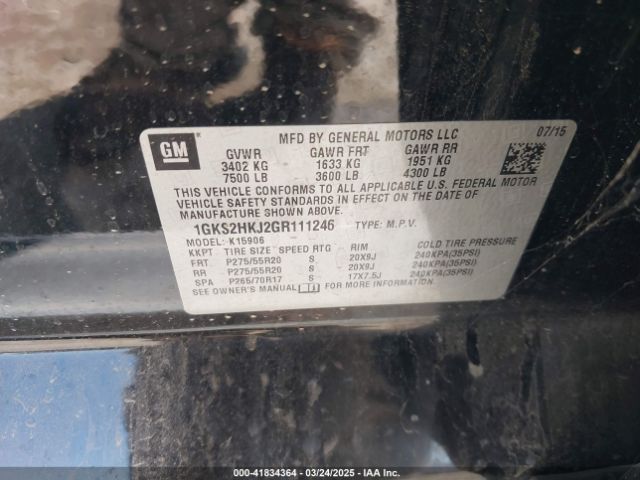 GM
MFD BY GENERAL MOTORS LLC 07/15
GVWR GAWR FRT GAWR RR
3402 KG 1633 KG 1951 KG
7500 LB 3600 LB 4300 LB
THIS VEHICLE CONFORMS TO ALL APPLICABLE U.S. FEDERAL MOTOR
VEHICLE SAFETY STANDARDS IN EFFECT ON THE DATE OF
MANUFACTURE SHOWN ABOVE.
1GKS2HKJ2GR111246 TYPE: M.P.V.
MODEL: K15906
KKPT TIRE SIZE SPEED RTG RIM COLD TIRE PRESSURE
FRT P275/55R20 S 20X9J 240KPA(35PSI)
RR P275/55R20 S 20X9J 240KPA(35PSI)
SPA P265/70R17 S 17X7.5J 240KPA(35PSI)
SEE OWNER'S MANUAL FOR MORE INFORMATION.
000-41834364 — 03/24/2025 — IAA Inc.